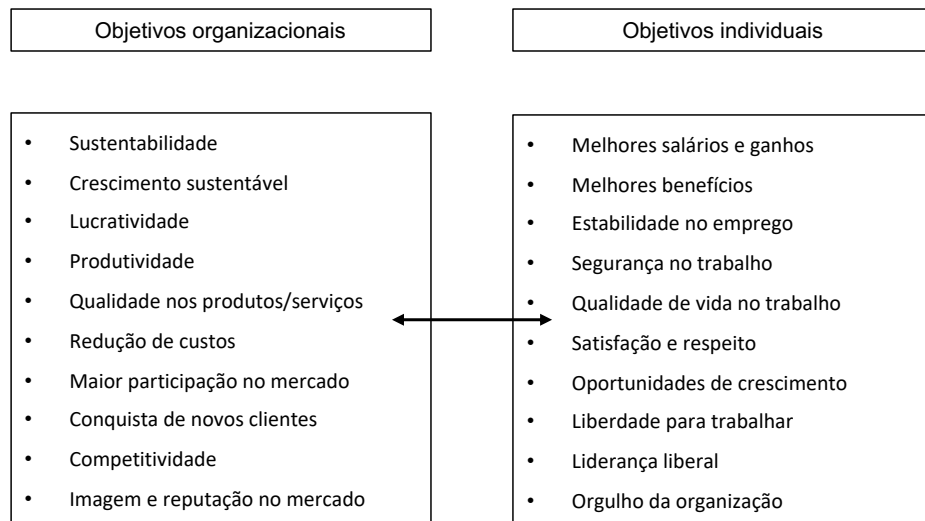 Objetivos organizacionais
Objetivos individuais
• Sustentabilidade
• Crescimento sustentável
• Lucratividade
• Produtividade
• Qualidade nos produtos/serviços
• Redução de custos
• Maior participação no mercado
• Conquista de novos clientes
• Competitividade
• Imagem e reputação no mercado
• Melhores salários e ganhos
• Melhores benefícios
• Estabilidade no emprego
• Segurança no trabalho
• Qualidade de vida no trabalho
• Satisfação e respeito
• Oportunidades de crescimento
• Liberdade para trabalhar
• Liderança liberal
• Orgulho da organização